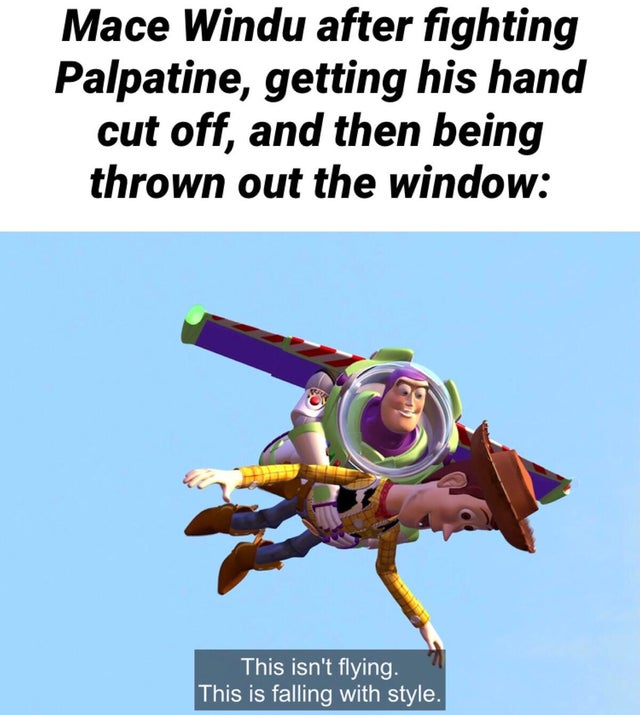 Mace Windu after fighting
Palpatine, getting his hand
cut off, and then being
thrown out the window:
This isn't flying.
This is falling with style.